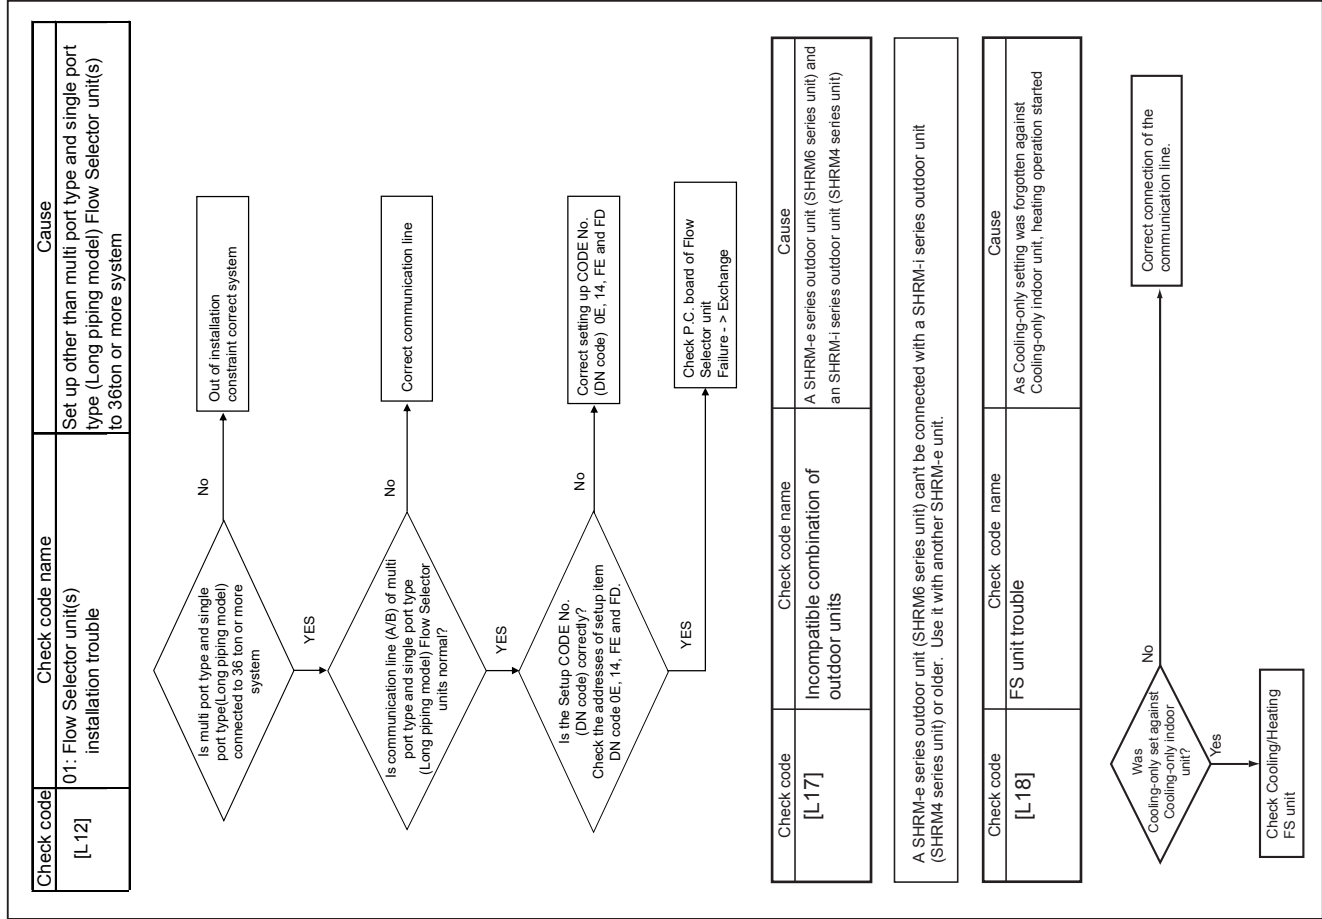 Check code
Check code name
Cause
[L12]
01: Flow Selector unit(s)
installation trouble
Set up other than multi port type and single port
type (Long piping model) Flow Selector unit(s)
to 36ton or more system
Is multi port type and single
port type(Long piping model)
connected to 36 ton or more
system
No
Out of installation
constraint correct system
YES
Is communication line (A/B) of multi
port type and single port type
(Long piping model) Flow Selector
units normal?
No
Correct communication line
YES
Is the Setup CODE No.
(DN code) correctly?
Check the addresses of setup item
DN code 0E, 14, FE and FD.
No
Correct setting up CODE No.
(DN code) 0E, 14, FE and FD
YES
Check P.C. board of Flow
Selector unit
Failure - > Exchange
Check code
Check code name
Cause
[L17]
Incompatible combination of
outdoor units
A SHRM-e series outdoor unit (SHRM6 series unit) and
an SHRM-i series outdoor unit (SHRM4 series unit)
A SHRM-e series outdoor unit (SHRM6 series unit) can't be connected with a SHRM-i series outdoor unit
(SHRM4 series unit) or older. Use it with another SHRM-e unit.
Check code
Check code name
Cause
[L18]
FS unit trouble
As Cooling-only setting was forgotten against
Cooling-only indoor unit, heating operation started
Was
Cooling-only set against
Cooling-only indoor
unit?
No
Correct connection of the
communication line.
Yes
Check Cooling/Heating
FS unit